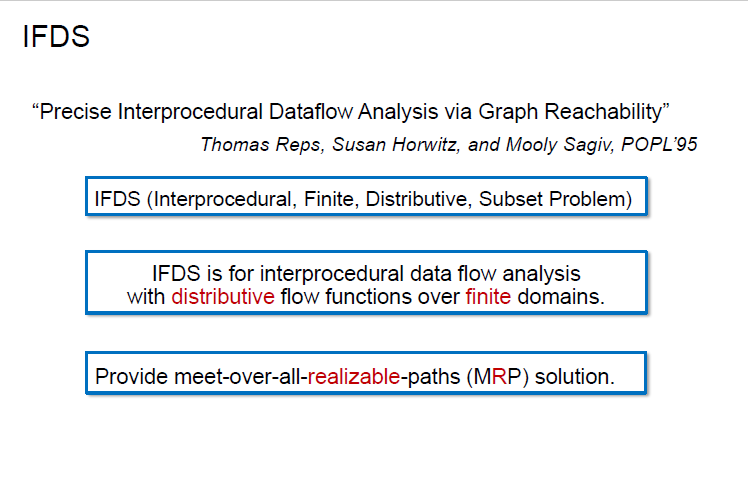 IFDS
“Precise Interprocedural Dataflow Analysis via Graph Reachability”
Thomas Reps, Susan Horwitz, and Mooly Sagiv, POPL’95
IFDS (Interprocedural, Finite, Distributive, Subset Problem)
IFDS is for interprocedural data flow analysis
with distributive flow functions over finite domains.
Provide meet-over-all-realizable-paths (MRP) solution.